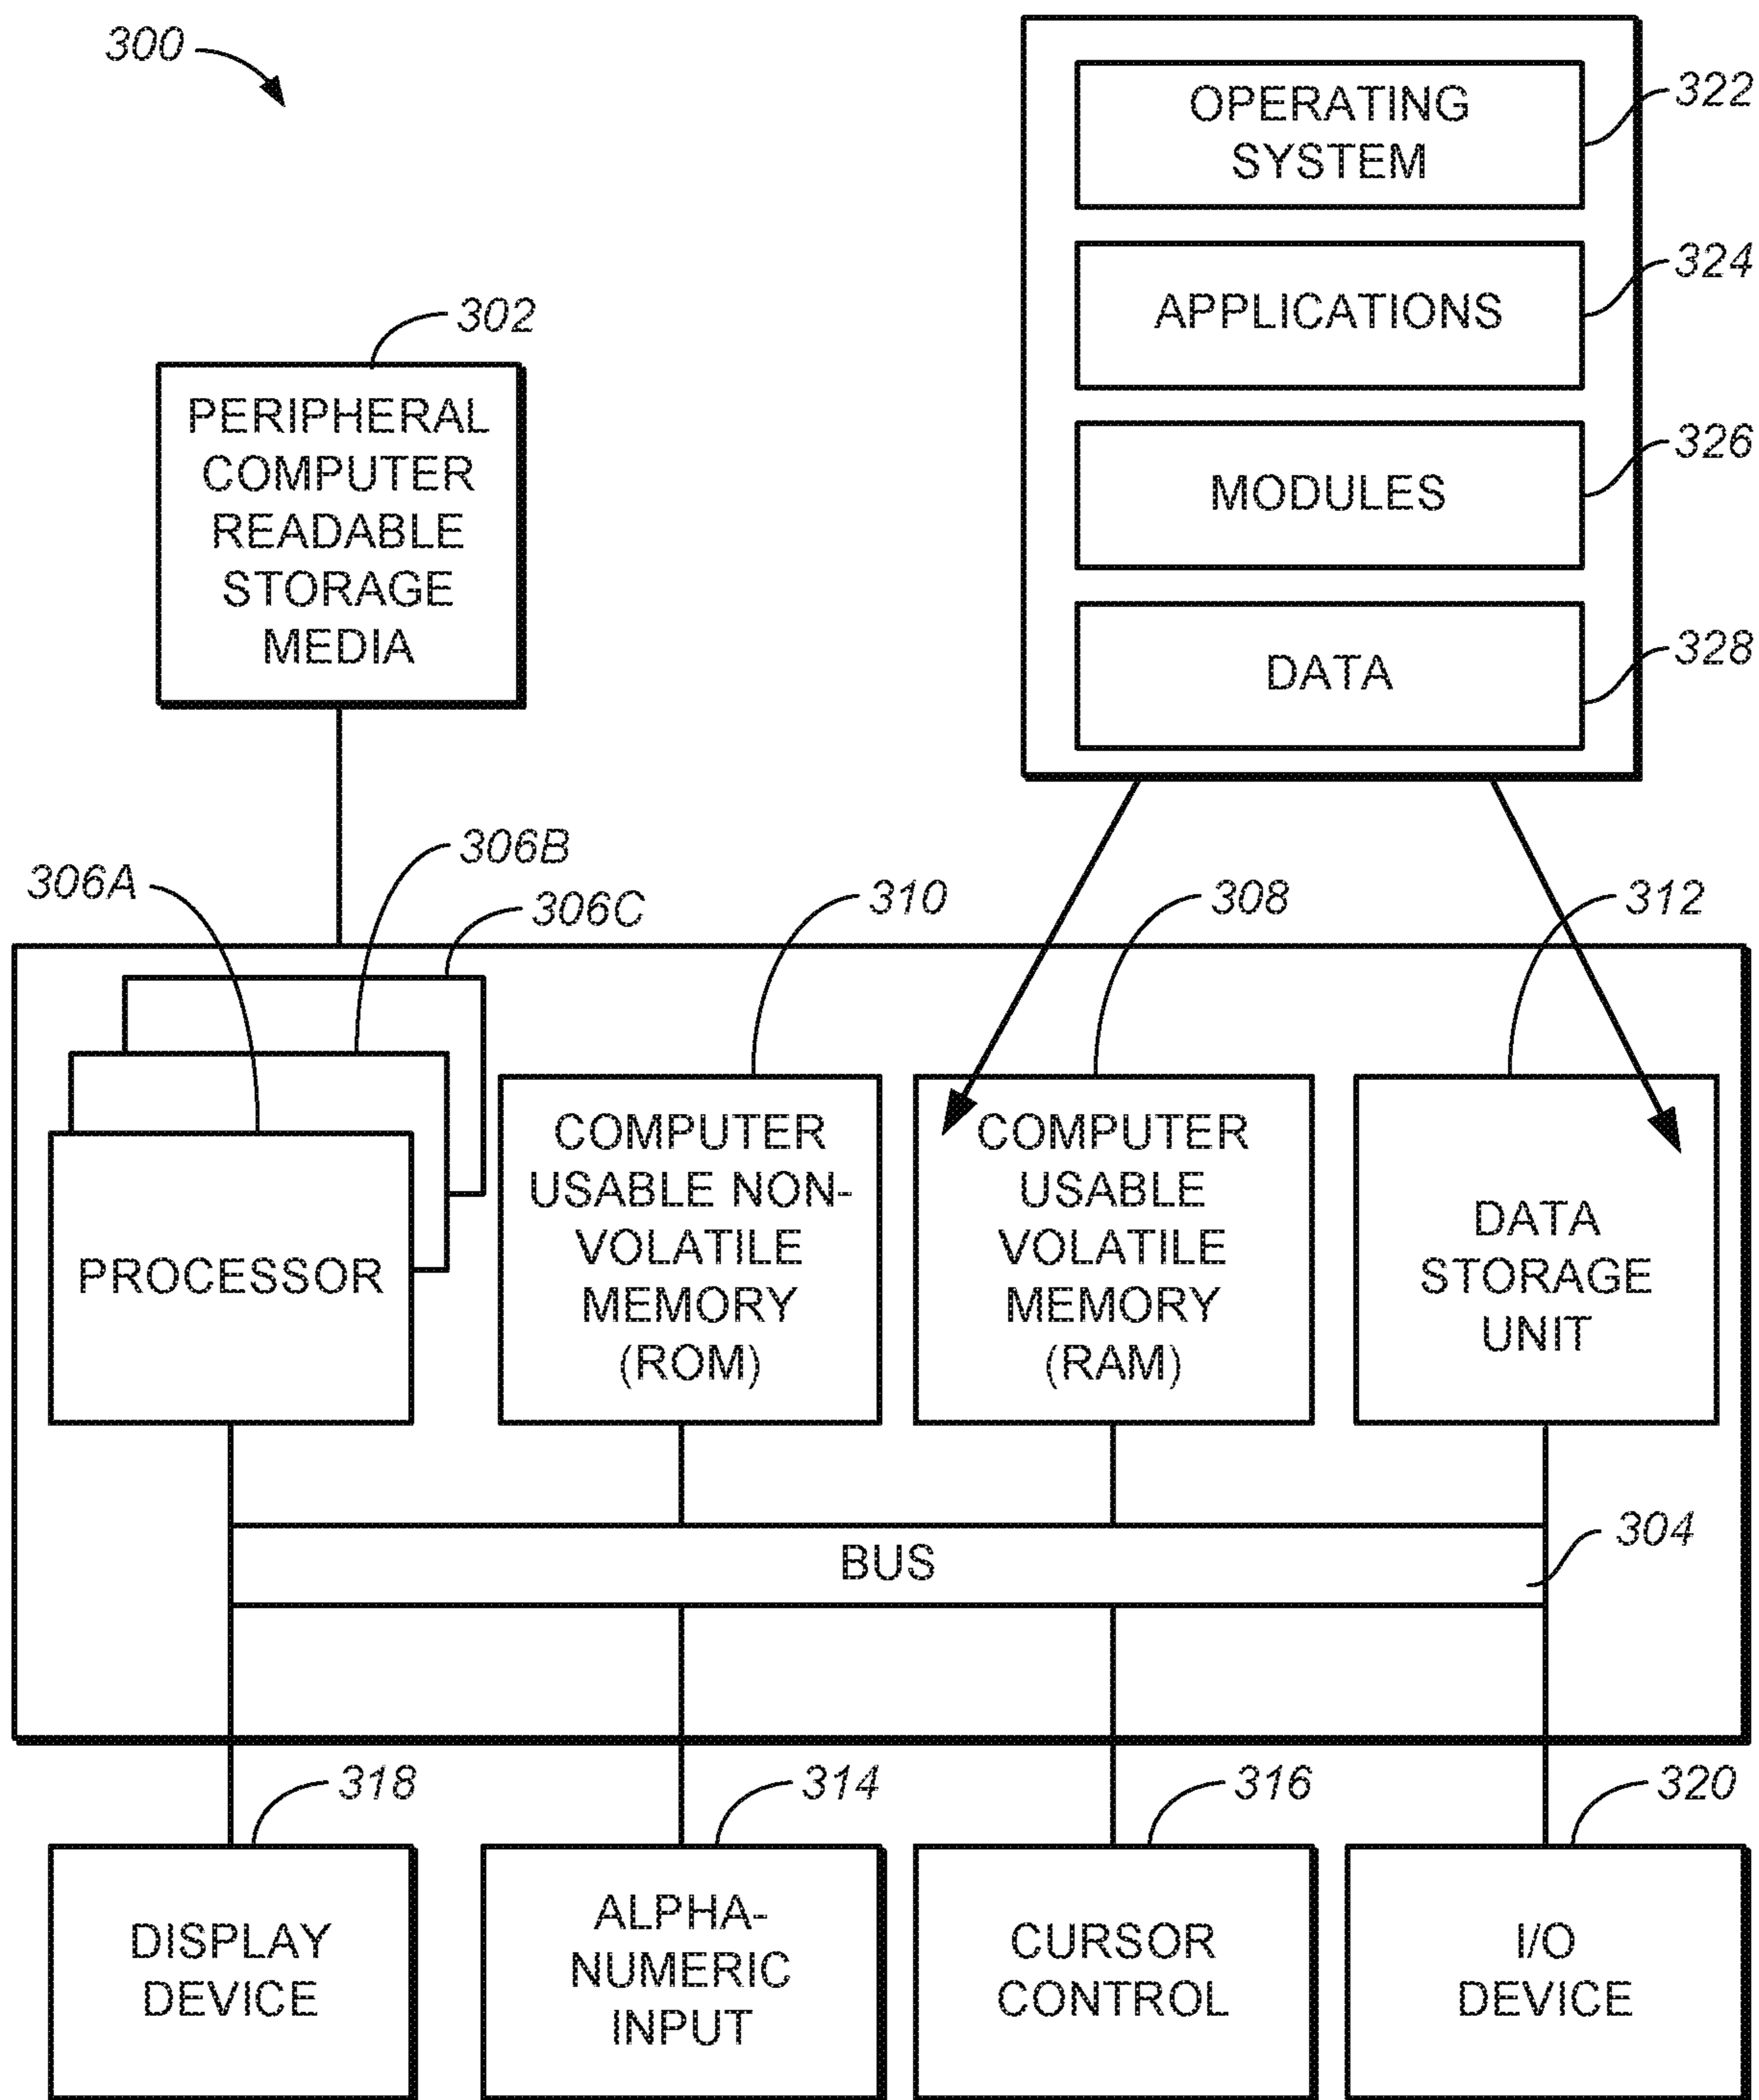 300
OPERATING
SYSTEM
322
APPLICATIONS
324
MODULES
326
DATA
328
302
PERIPHERAL
COMPUTER
READABLE
STORAGE
MEDIA
306A
306B
306C
310
308
312
PROCESSOR
COMPUTER
USABLE NON-
VOLATILE
MEMORY
(ROM)
COMPUTER
USABLE
VOLATILE
MEMORY
(RAM)
DATA
STORAGE
UNIT
BUS
304
318
314
316
320
DISPLAY
DEVICE
ALPHA-
NUMERIC
INPUT
CURSOR
CONTROL
I/O
DEVICE